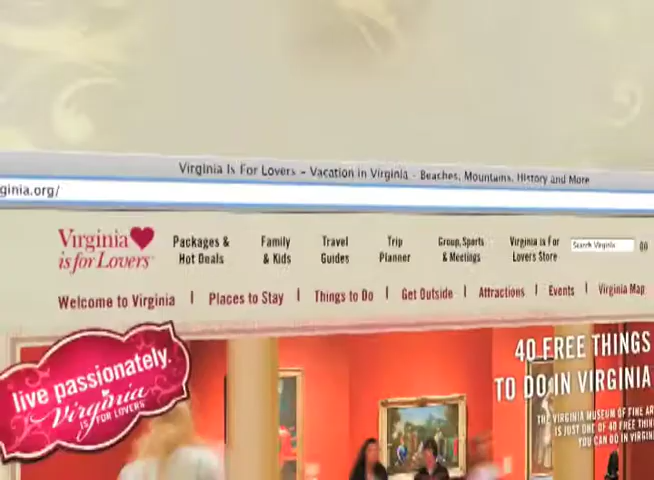 Virginia Is For Lovers - Vacation in Virginia - Beaches, Mountains, History and More
ginia.org/
Virginia
is for Lovers
Packages & Hot Deals
Family & Kids
Travel Guides
Trip Planner
Group, Sports & Meetings
Virginia is For Lovers Store
Search Virginia
GO
Welcome to Virginia | Places to Stay | Things to Do | Get Outside | Attractions | Events | Virginia Map
live passionately.
Virginia
IS FOR LOVERS
40 FREE THINGS
TO DO IN VIRGINIA
THE VIRGINIA MUSEUM OF FINE AR
IS JUST ONE OF 40 FREE THIN
YOU CAN DO IN VIRGIN